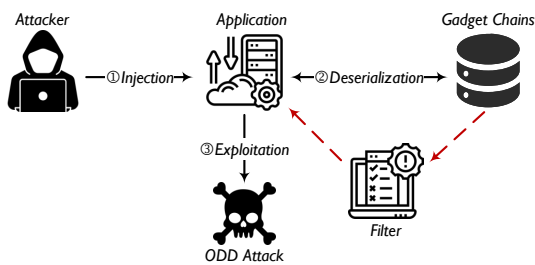 Attacker
Application
Gadget Chains
①Injection
②Deserialization
③Exploitation
Filter
ODD Attack